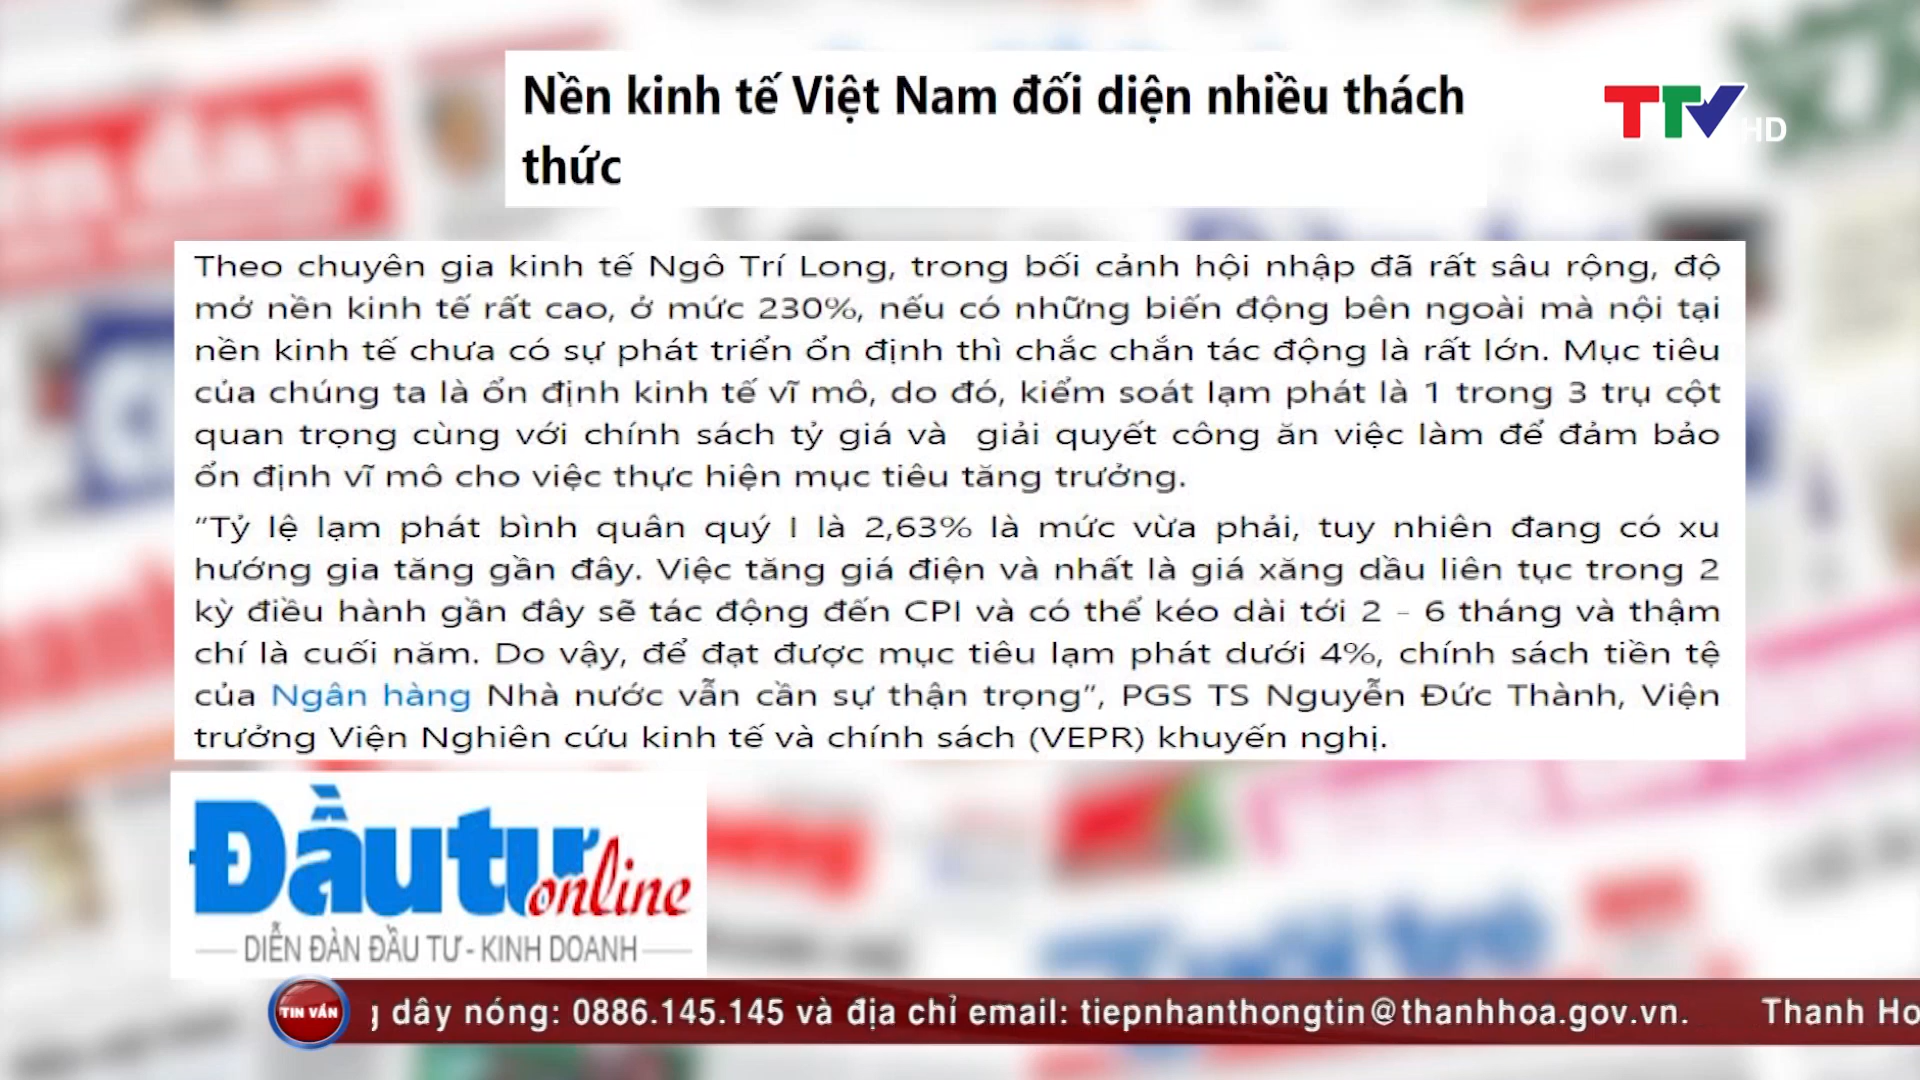 Nền kinh tế Việt Nam đối diện nhiều thách
thức
TTV HD
Theo chuyên gia kinh tế Ngô Trí Long, trong bối cảnh hội nhập đã rất sâu rộng, độ
mở nền kinh tế rất cao, ở mức 230%, nếu có những biến động bên ngoài mà nội tại
nền kinh tế chưa có sự phát triển ổn định thì chắc chắn tác động là rất lớn. Mục tiêu
của chúng ta là ổn định kinh tế vĩ mô, do đó, kiểm soát lạm phát là 1 trong 3 trụ cột
quan trọng cùng với chính sách tỷ giá và giải quyết công ăn việc làm để đảm bảo
ổn định vĩ mô cho việc thực hiện mục tiêu tăng trưởng.
“Tỷ lệ lạm phát bình quân quý I là 2,63% là mức vừa phải, tuy nhiên đang có xu
hướng gia tăng gần đây. Việc tăng giá điện và nhất là giá xăng dầu liên tục trong 2
kỳ điều hành gần đây sẽ tác động đến CPI và có thể kéo dài tới 2 – 6 tháng và thậm
chí là cuối năm. Do vậy, để đạt được mục tiêu lạm phát dưới 4%, chính sách tiền tệ
của Ngân hàng Nhà nước vẫn cần sự thận trọng”, PGS TS Nguyễn Đức Thành, Viện
trưởng Viện Nghiên cứu kinh tế và chính sách (VEPR) khuyến nghị.
Đầu tư online
DIỄN ĐÀN ĐẦU TƯ - KINH DOANH
TIN VẮN
g dây nóng: 0886.145.145 và địa chỉ email: tiepnhanthongtin@thanhhoa.gov.vn. Thanh Ho